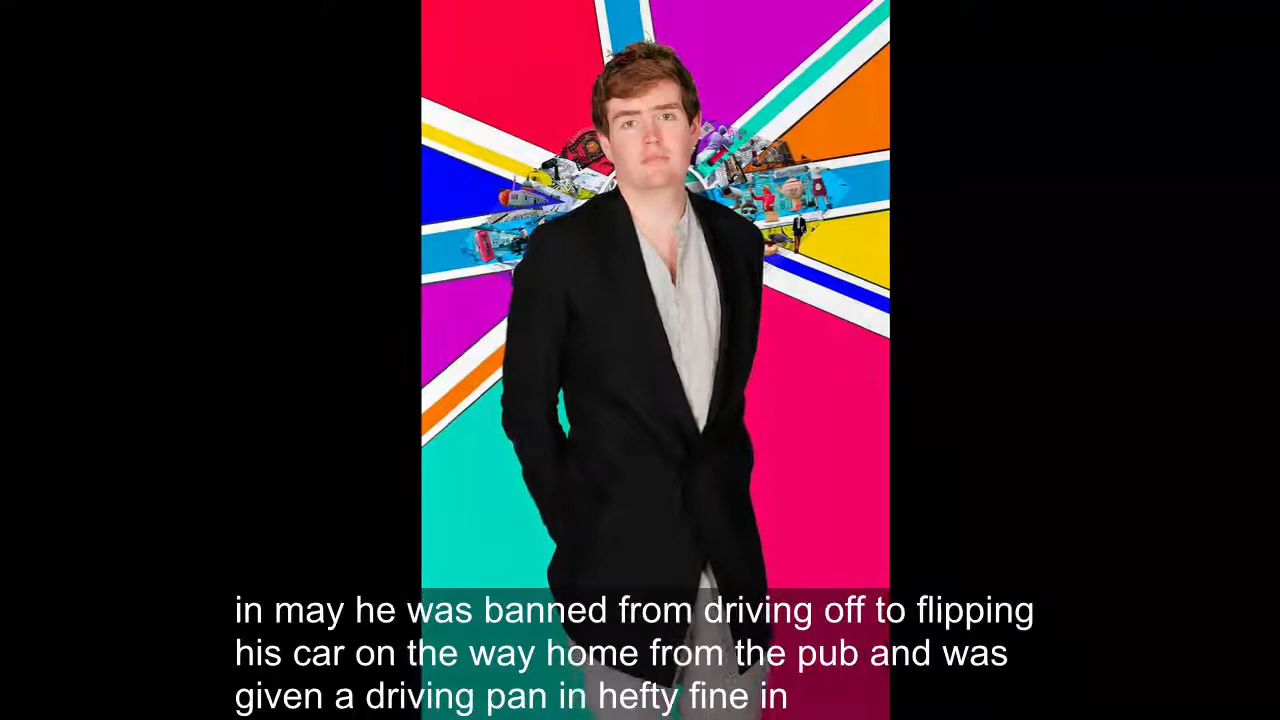 in may he was banned from driving off to flipping
his car on the way home from the pub and was
given a driving pan in hefty fine in